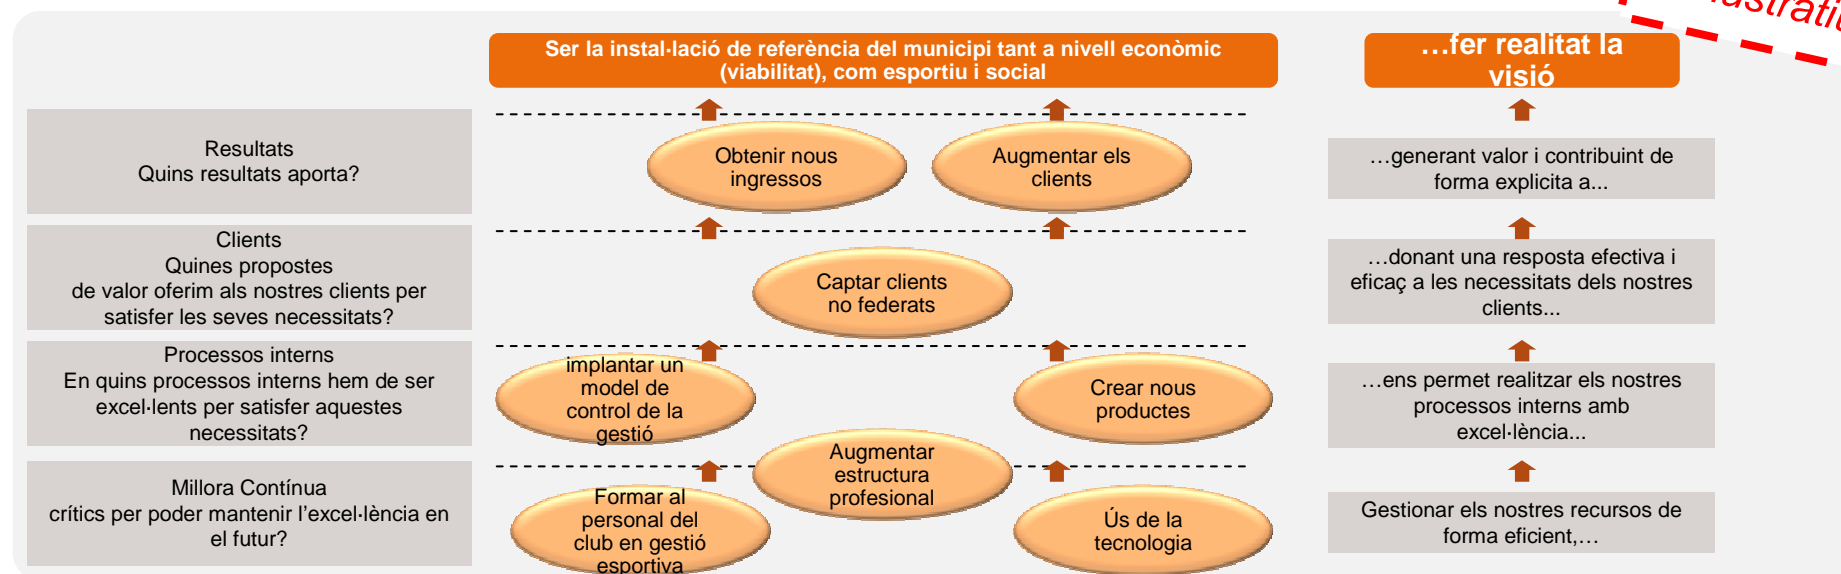 Ser la instal·lació de referència del municipi tant a nivell econòmic
(viabilitat), com esportiu i social
…fer realitat la
visió
Resultats
Quins resultats aporta?
Obtenir nous
ingressos
Augmentar els
clients
…generant valor i contribuint de
forma explicita a...
Clients
Quines propostes
de valor oferim als nostres clients per
satisfer les seves necessitats?
Captar clients
no federats
…donant una resposta efectiva i
eficaç a les necessitats dels nostres
clients...
Processos interns
En quins processos interns hem de ser
excel·lents per satisfer aquestes
necessitats?
implantar un
model de
control de la
gestió
Crear nous
productes
…ens permet realitzar els nostres
processos interns amb
excel·lència...
Augmentar
estructura
profesional
Millora Contínua
crítics per poder mantenir l’excel·lència en
el futur?
Formar al
personal del
club en gestió
esportiva
Ús de la
tecnologia
Gestionar els nostres recursos de
forma eficient,…